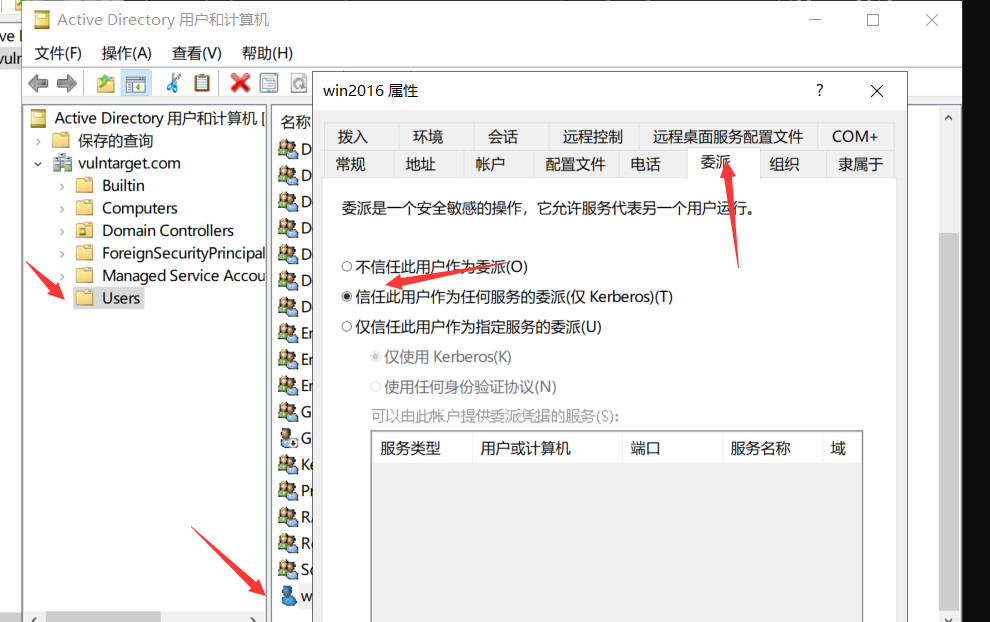 Active Directory 用户和计算机
文件(F) 操作(A) 查看(V) 帮助(H)
Active Directory 用户和计算机 [
保存的查询
vulntarget.com
Builtin
Computers
Domain Controllers
ForeignSecurityPrincipal
Managed Service Accou
Users
名称
D
D
D
D
D
D
D
Er
Er
Er
G
G
Ke
Pr
RA
Re
Sc
w
win2016 属性
?
拨入 环境 会话 远程控制 远程桌面服务配置文件 COM+
常规 地址 帐户 配置文件 电话 委派 组织 隶属于
委派是一个安全敏感的操作，它允许服务代表另一个用户运行。
不信任此用户作为委派(O)
信任此用户作为任何服务的委派(仅 Kerberos)(T)
仅信任此用户作为指定服务的委派(U)
仅使用 Kerberos(K)
使用任何身份验证协议(N)
可以由此帐户提供委派凭据的服务(S):
服务类型 用户或计算机 端口 服务名称 域